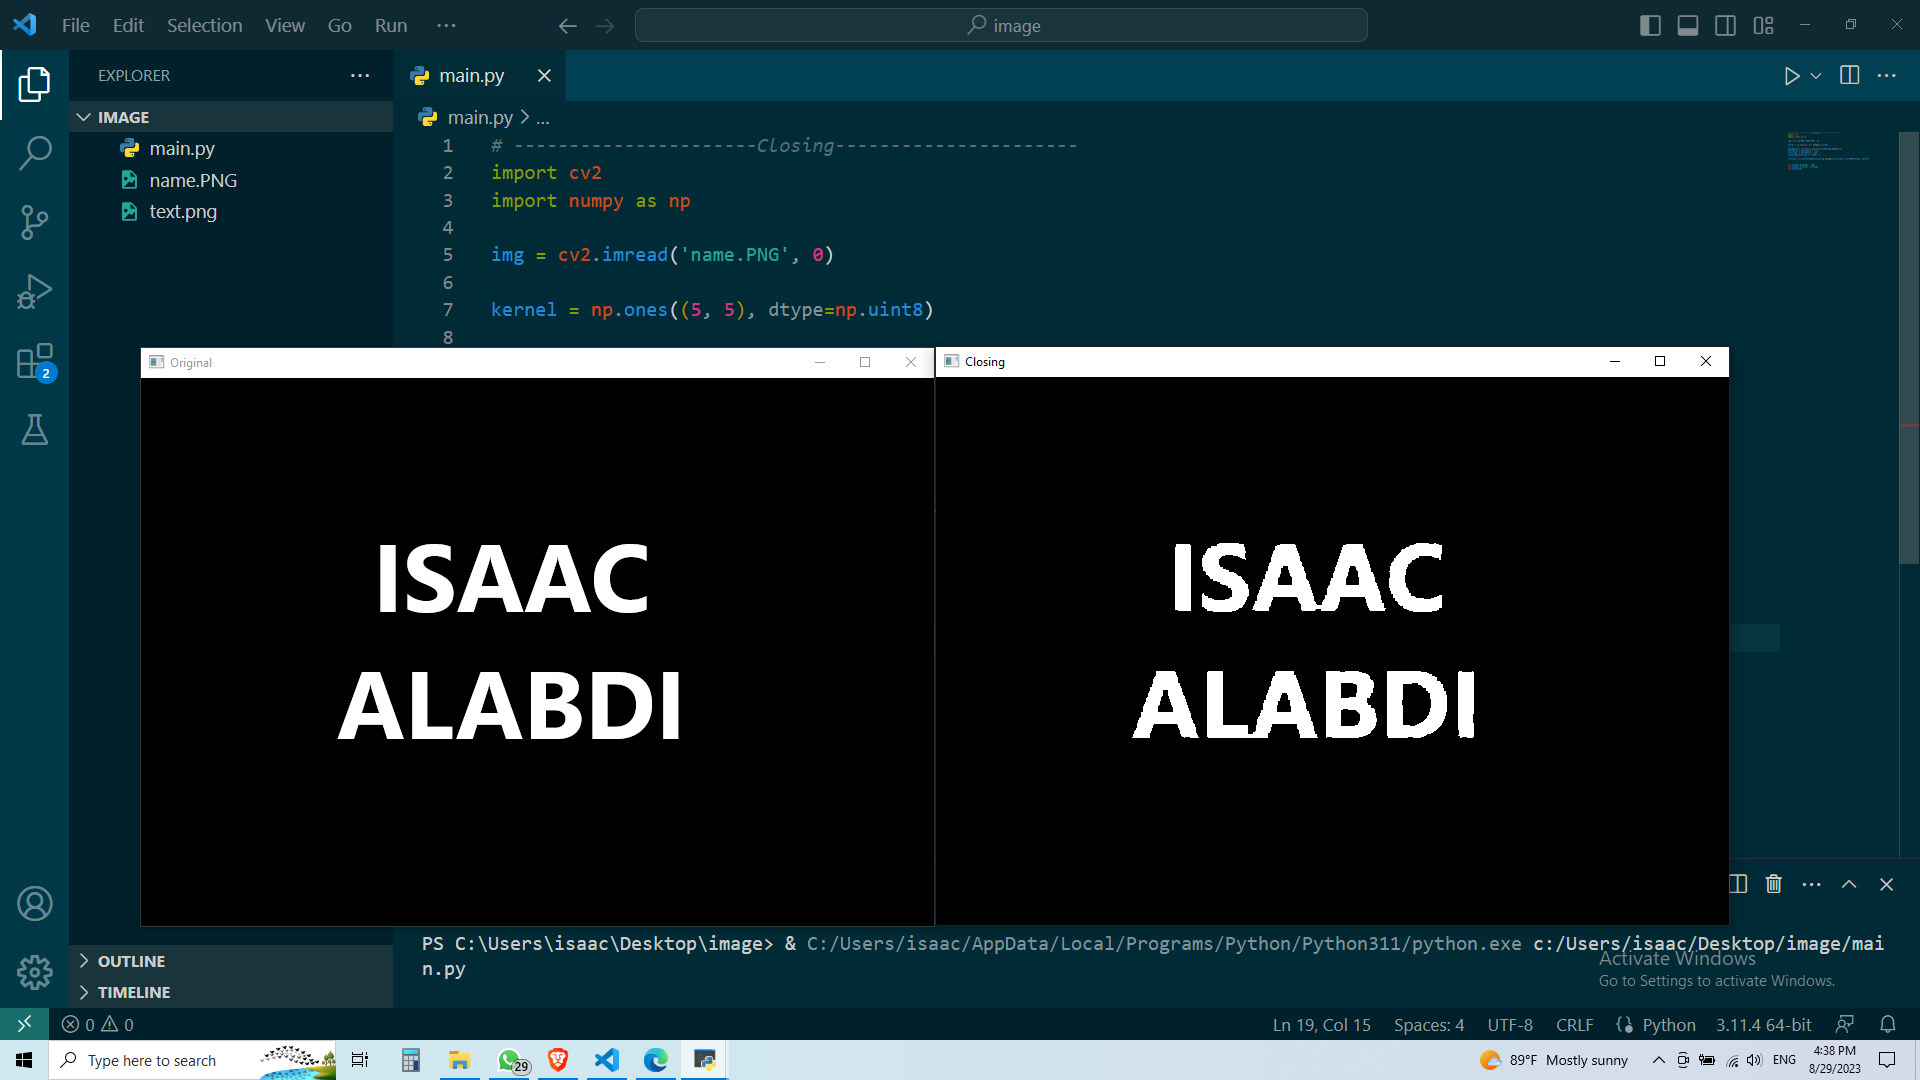 File Edit Selection View Go Run ···
image
EXPLORER ···
main.py
IMAGE
main.py
name.PNG
text.png
main.py > ...
1 # ----------------------Closing----------------------
2 import cv2
3 import numpy as np
4
5 img = cv2.imread('name.PNG', 0)
6
7 kernel = np.ones((5, 5), dtype=np.uint8)
8
2
Original
Closing
ISAAC
ALABDI
ISAAC
ALABDI
PS C:\Users\isaac\Desktop\image> & C:/Users/isaac/AppData/Local/Programs/Python/Python311/python.exe c:/Users/isaac/Desktop/image/mai
n.py
Activate Windows
Go to Settings to activate Windows.
OUTLINE
TIMELINE
0 0
Ln 19, Col 15 Spaces: 4 UTF-8 CRLF Python 3.11.4 64-bit
Type here to search
29
89°F Mostly sunny
ENG
4:38 PM
8/29/2023